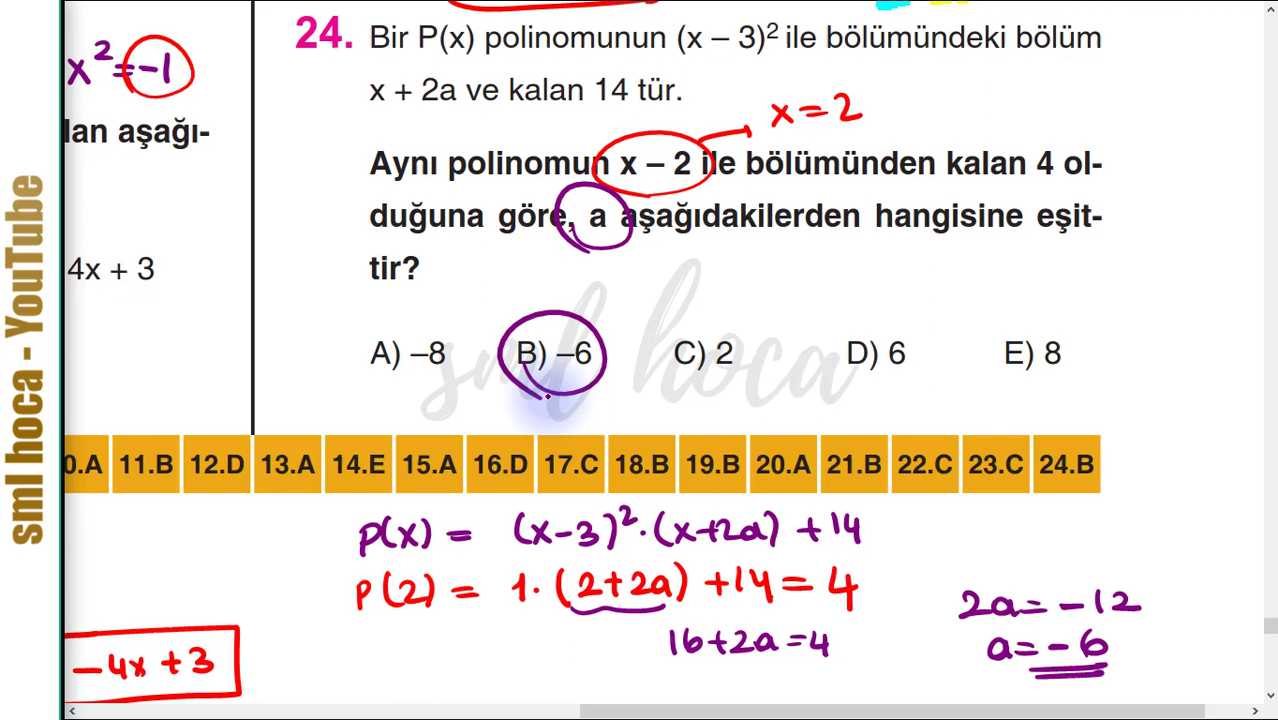 sml hoca - YouTube
x² = -1
lan aşağı-
4x + 3
-4x + 3
24. Bir P(x) polinomunun (x – 3)² ile bölümündeki bölüm
x + 2a ve kalan 14 tür.
x = 2
Aynı polinomun x – 2 ile bölümünden kalan 4 ol-
duğuna göre, a aşağıdakilerden hangisine eşit-
tir?
A) –8 B) –6 C) 2 D) 6 E) 8
sml hoca
0.A 11.B 12.D 13.A 14.E 15.A 16.D 17.C 18.B 19.B 20.A 21.B 22.C 23.C 24.B
P(x) = (x-3)² · (x+2a) + 14
P(2) = 1. (2+2a) + 14 = 4
16+2a=4
2a = -12
a = -6